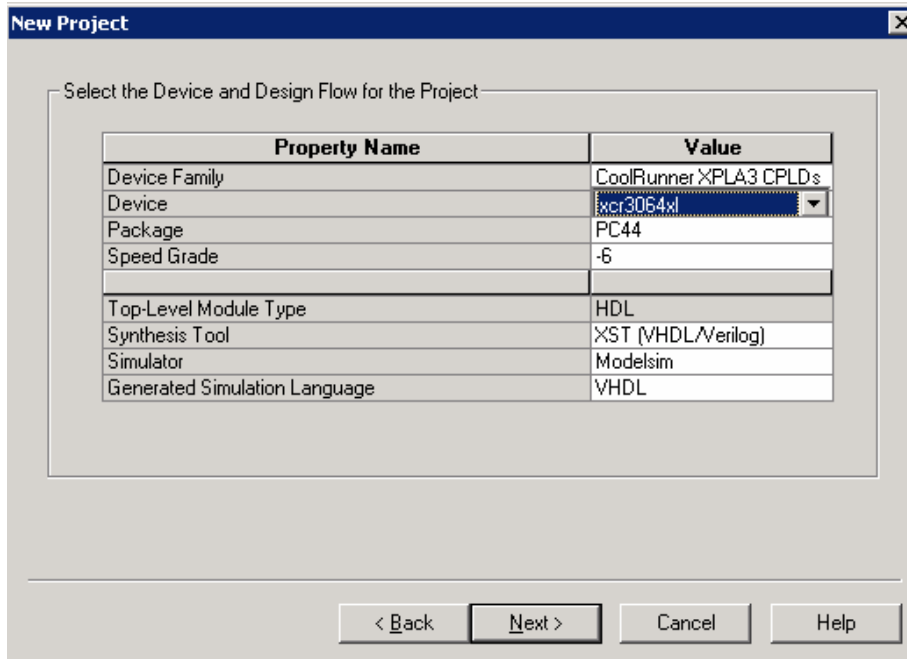 New Project
Select the Device and Design Flow for the Project
Property Name Value
Device Family CoolRunner XPLA3 CPLDs
Device xcr3064xl
Package PC44
Speed Grade -6
Top-Level Module Type HDL
Synthesis Tool XST (VHDL/Verilog)
Simulator Modelsim
Generated Simulation Language VHDL
< Back Next > Cancel Help